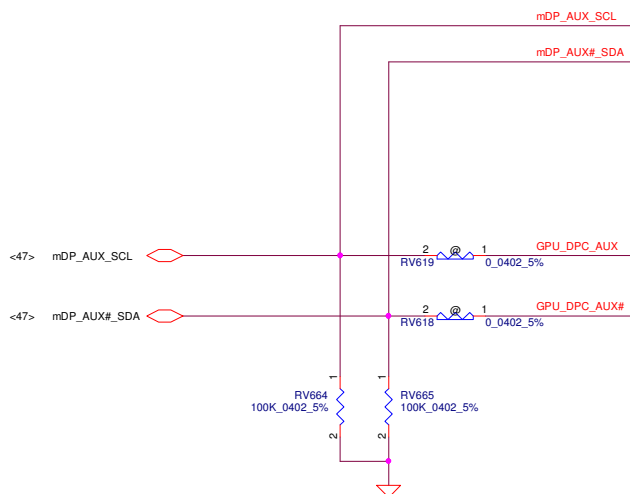 mDP_AUX_SCL
mDP_AUX#_SDA
<47> mDP_AUX_SCL 2 @ 1 GPU_DPC_AUX
RV619 0_0402_5%
<47> mDP_AUX#_SDA 2 @ 1 GPU_DPC_AUX#
RV618 0_0402_5%
1 1
RV664 RV665
100K_0402_5% 100K_0402_5%
2 2